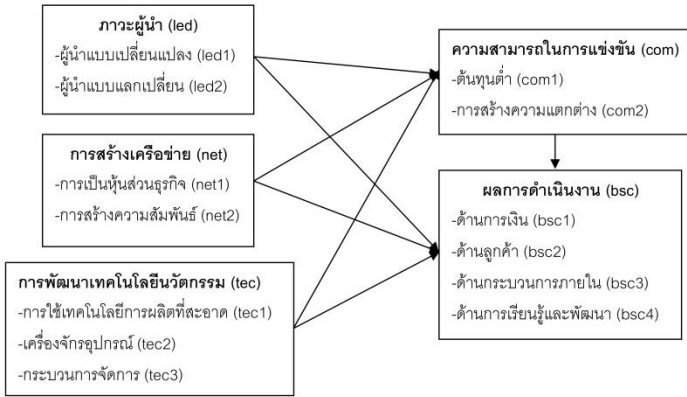 ภาวะผู้นำ (led)
-ผู้นำแบบเปลี่ยนแปลง (led1)
-ผู้นำแบบแลกเปลี่ยน (led2)
การสร้างเครือข่าย (net)
-การเป็นหุ้นส่วนธุรกิจ (net1)
-การสร้างความสัมพันธ์ (net2)
การพัฒนาเทคโนโลยีนวัตกรรม (tec)
-การใช้เทคโนโลยีการผลิตที่สะอาด (tec1)
-เครื่องจักรอุปกรณ์ (tec2)
-กระบวนการจัดการ (tec3)
ความสามารถในการแข่งขัน (com)
-ต้นทุนต่ำ (com1)
-การสร้างความแตกต่าง (com2)
ผลการดำเนินงาน (bsc)
-ด้านการเงิน (bsc1)
-ด้านลูกค้า (bsc2)
-ด้านกระบวนการภายใน (bsc3)
-ด้านการเรียนรู้และพัฒนา (bsc4)